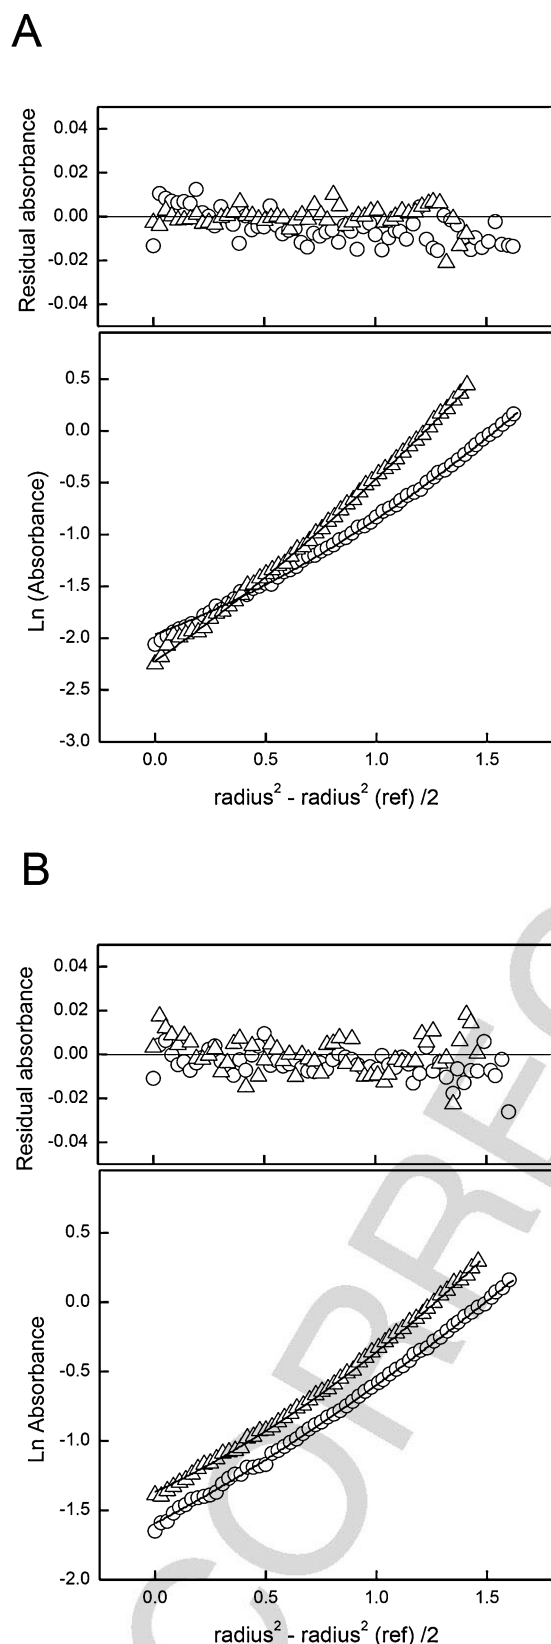 A
Residual absorbance
0.04
0.02
0.00
-0.02
-0.04
Ln (Absorbance)
0.5
0.0
-0.5
-1.0
-1.5
-2.0
-2.5
-3.0
0.0 0.5 1.0 1.5
radius² - radius² (ref) /2
B
Residual absorbance
0.04
0.02
0.00
-0.02
-0.04
Ln Absorbance
0.5
0.0
-0.5
-1.0
-1.5
-2.0
0.0 0.5 1.0 1.5
radius² - radius² (ref) /2
CORREC